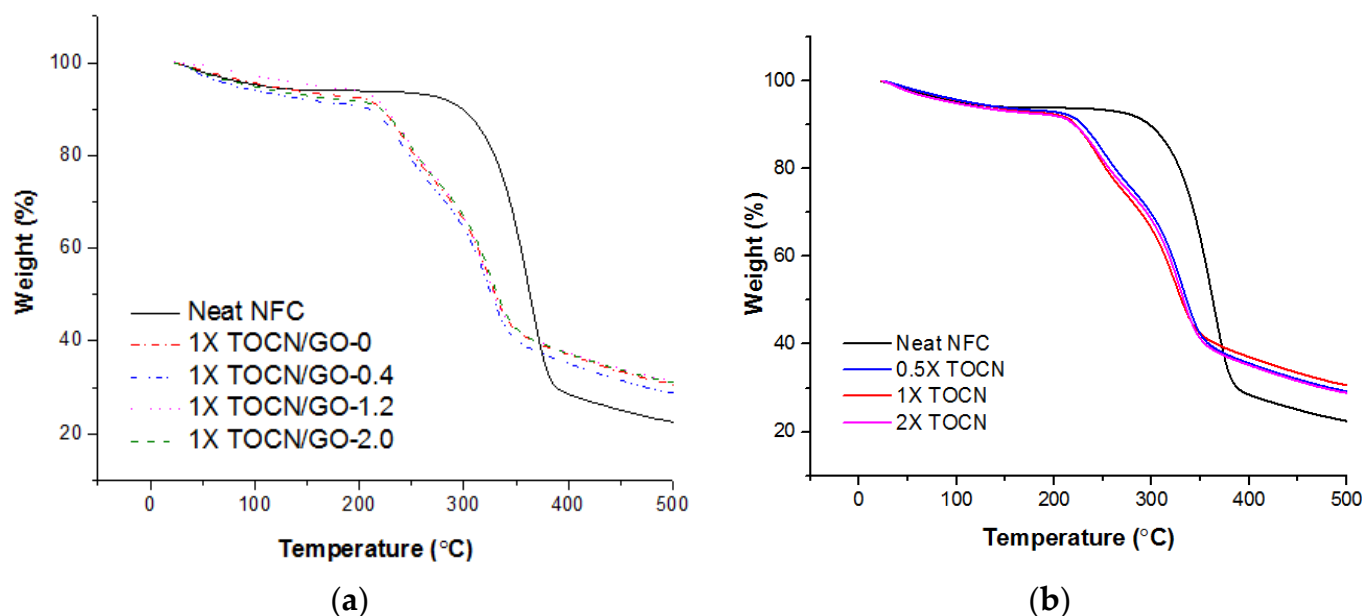 100
80
60
40
20
Weight (%)
Neat NFC
1X TOCN/GO-0
1X TOCN/GO-0.4
1X TOCN/GO-1.2
1X TOCN/GO-2.0
0 100 200 300 400 500
Temperature (°C)
(a)
100
80
60
40
20
Weight (%)
Neat NFC
0.5X TOCN
1X TOCN
2X TOCN
0 100 200 300 400 500
Temperature (°C)
(b)